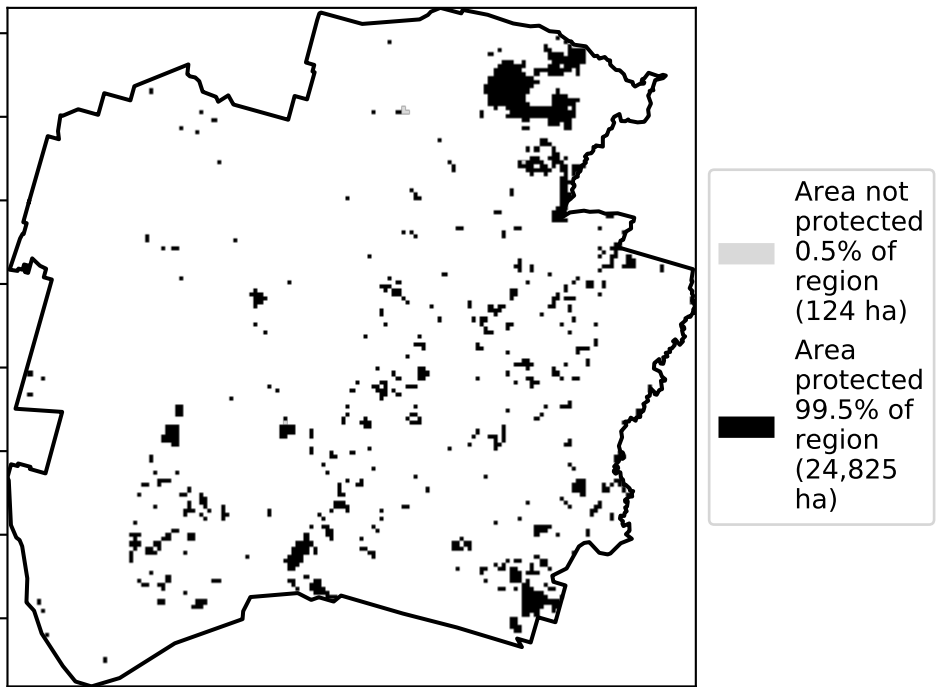 Area not
protected
0.5% of
region
(124 ha)
Area
protected
99.5% of
region
(24,825
ha)